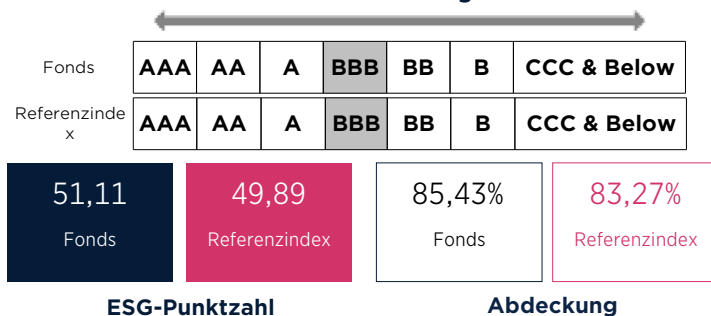 Fonds AAA AA A BBB BB B CCC & Below
Referenzinde
x AAA AA A BBB BB B CCC & Below
51,11 49,89 85,43% 83,27%
Fonds Referenzindex Fonds Referenzindex
ESG-Punktzahl Abdeckung